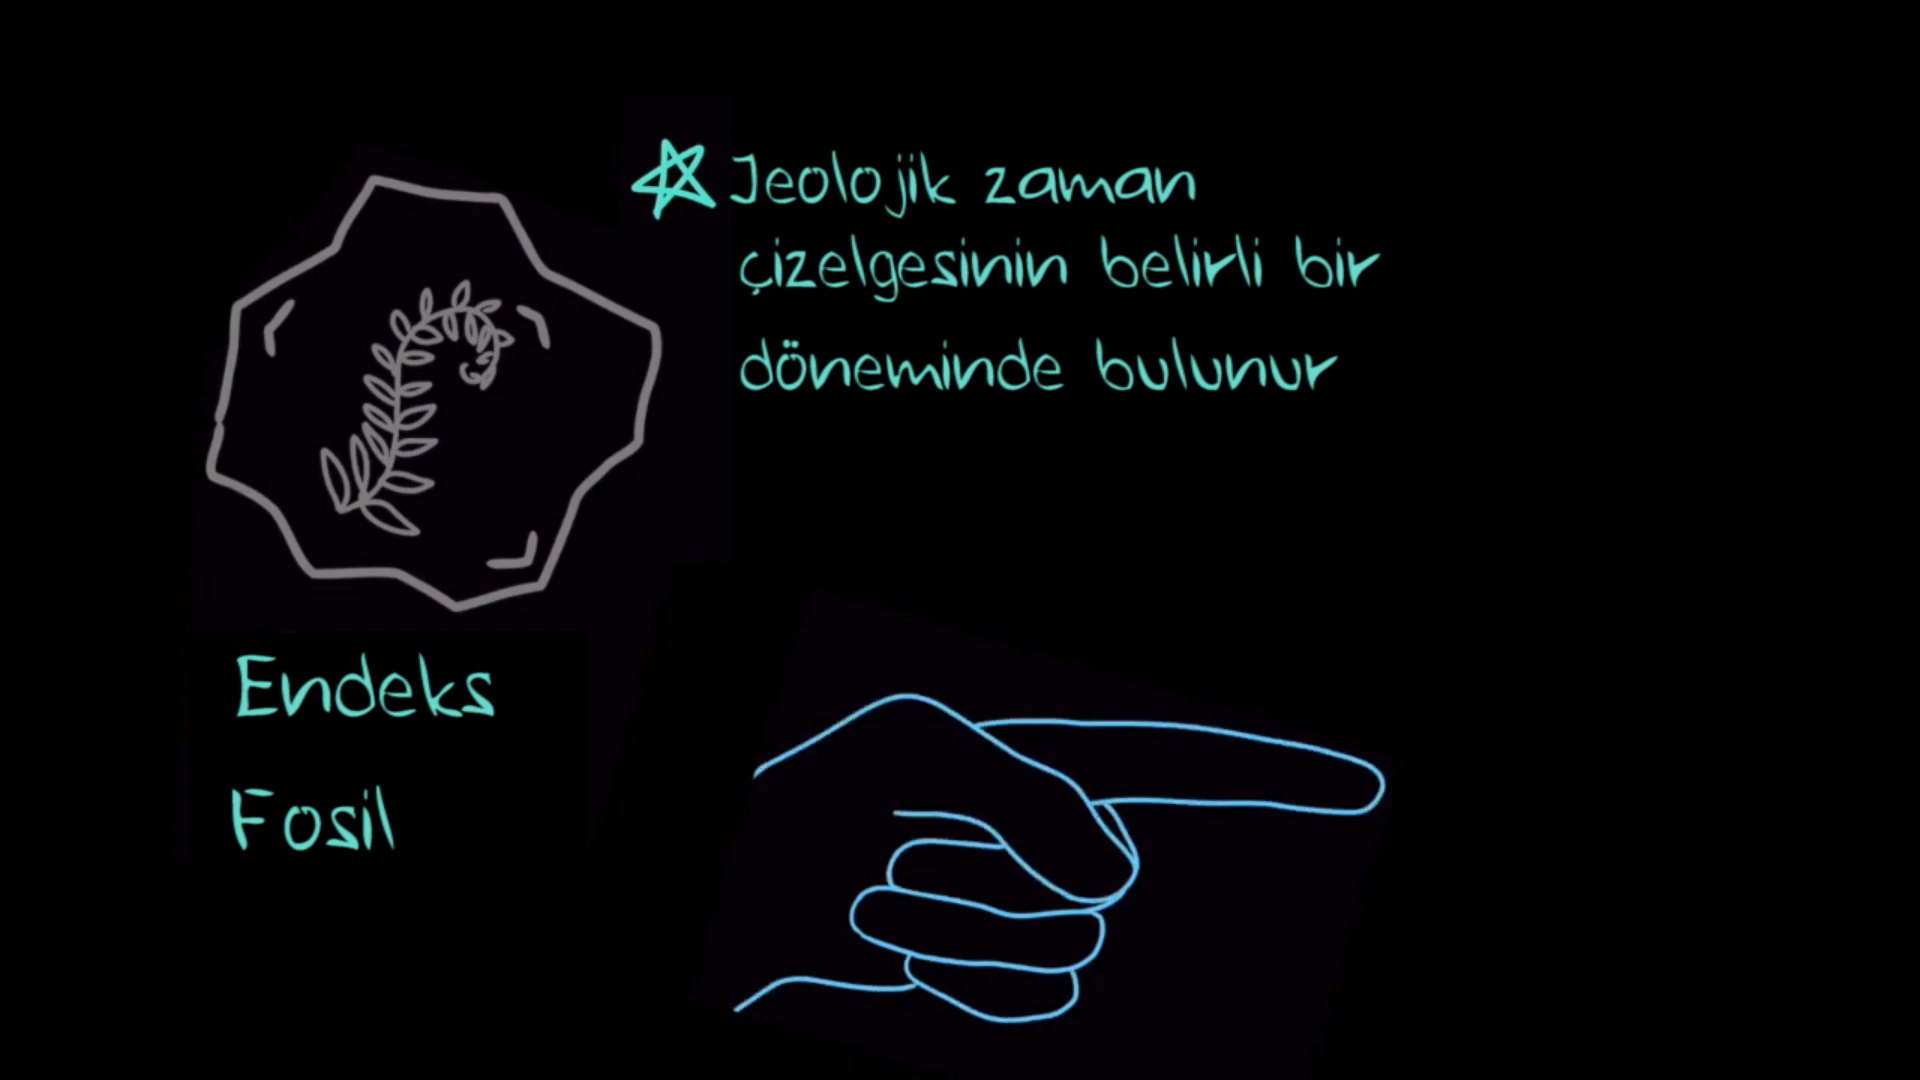 Jeolojik zaman
çizelgesinin belirli bir
döneminde bulunur
Endeks
Fosil